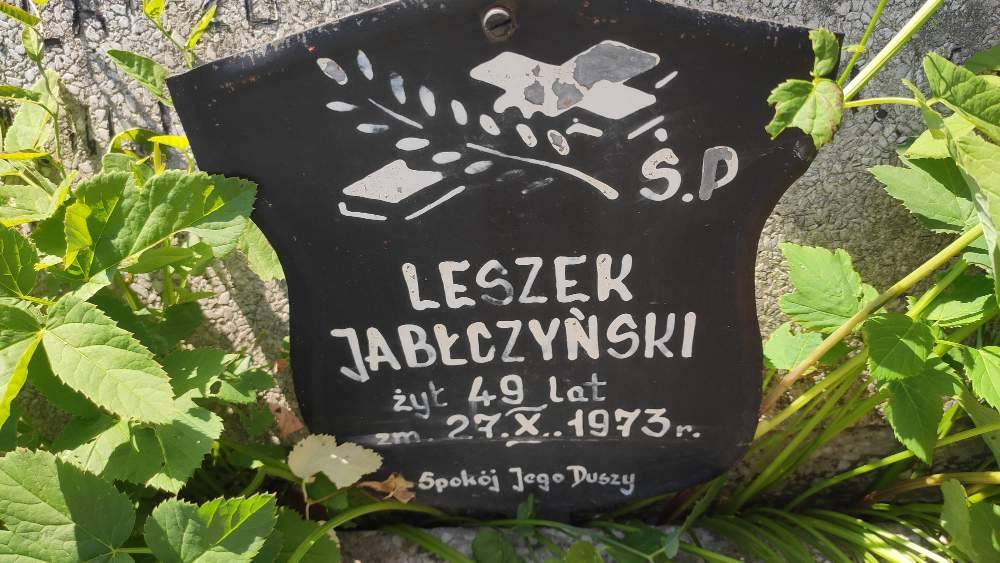 Ś.P
LESZEK
JABŁCZYŃSKI
żył 49 lat
zm. 27.X..1973 r.
Spokój Jego Duszy